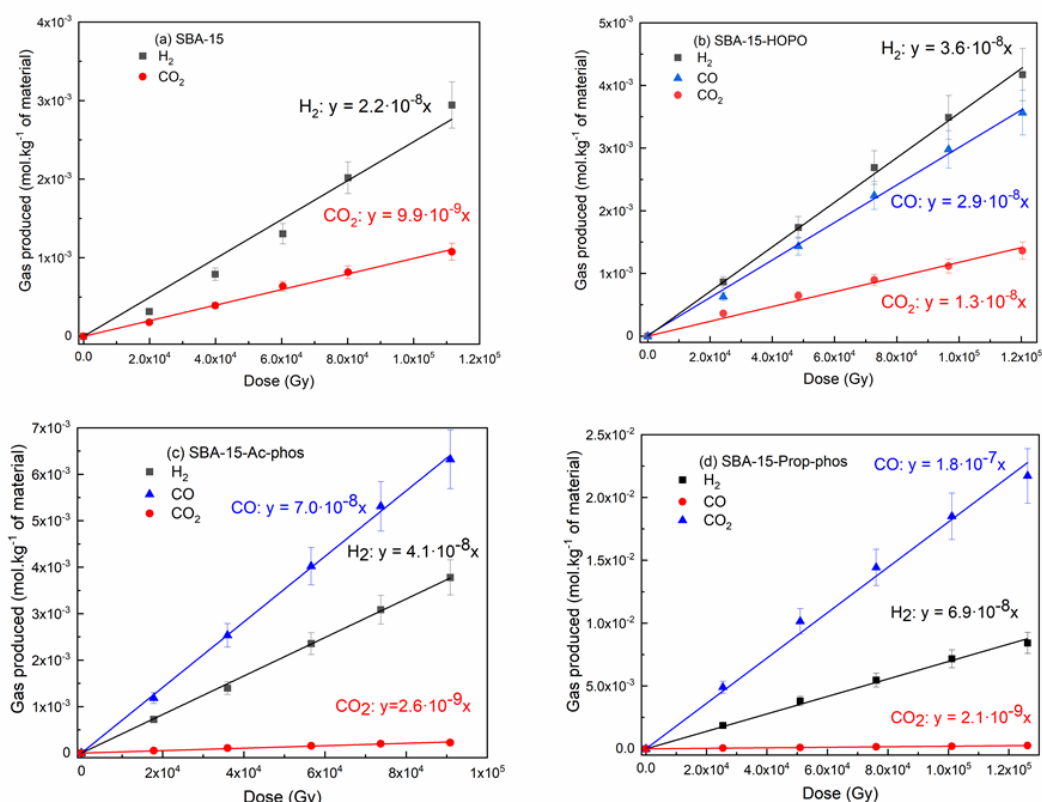 (a) SBA-15
H₂
CO₂
H₂: y = 2.2·10⁻⁸x
CO₂: y = 9.9·10⁻⁹x
Gas produced (mol.kg⁻¹ of material)
4x10⁻³
3x10⁻³
2x10⁻³
1x10⁻³
0
0.0 2.0x10⁴ 4.0x10⁴ 6.0x10⁴ 8.0x10⁴ 1.0x10⁵ 1.2x10⁵
Dose (Gy)
(b) SBA-15-HOPO
H₂
CO
CO₂
H₂: y = 3.6·10⁻⁸x
CO: y = 2.9·10⁻⁸x
CO₂: y = 1.3·10⁻⁸x
Gas produced (mol.kg⁻¹ of material)
5x10⁻³
4x10⁻³
3x10⁻³
2x10⁻³
1x10⁻³
0
0.0 2.0x10⁴ 4.0x10⁴ 6.0x10⁴ 8.0x10⁴ 1.0x10⁵ 1.2x10⁵
Dose (Gy)
(c) SBA-15-Ac-phos
H₂
CO
CO₂
CO: y = 7.0·10⁻⁸x
H2: y = 4.1·10⁻⁸x
CO2: y=2.6·10⁻⁹x
Gas produced (mol.kg⁻¹ of material)
7x10⁻³
6x10⁻³
5x10⁻³
4x10⁻³
3x10⁻³
2x10⁻³
1x10⁻³
0
0 2x10⁴ 4x10⁴ 6x10⁴ 8x10⁴ 1x10⁵
Dose (Gy)
(d) SBA-15-Prop-phos
H₂
CO
CO₂
CO: y = 1.8·10⁻⁷x
H2: y = 6.9·10⁻⁸x
CO2: y = 2.1·10⁻⁹x
Gas produced (mol.kg⁻¹ of material)
2.5x10⁻²
2.0x10⁻²
1.5x10⁻²
1.0x10⁻²
5.0x10⁻³
0.0
0.0 2.0x10⁴ 4.0x10⁴ 6.0x10⁴ 8.0x10⁴ 1.0x10⁵ 1.2x10⁵
Dose (Gy)